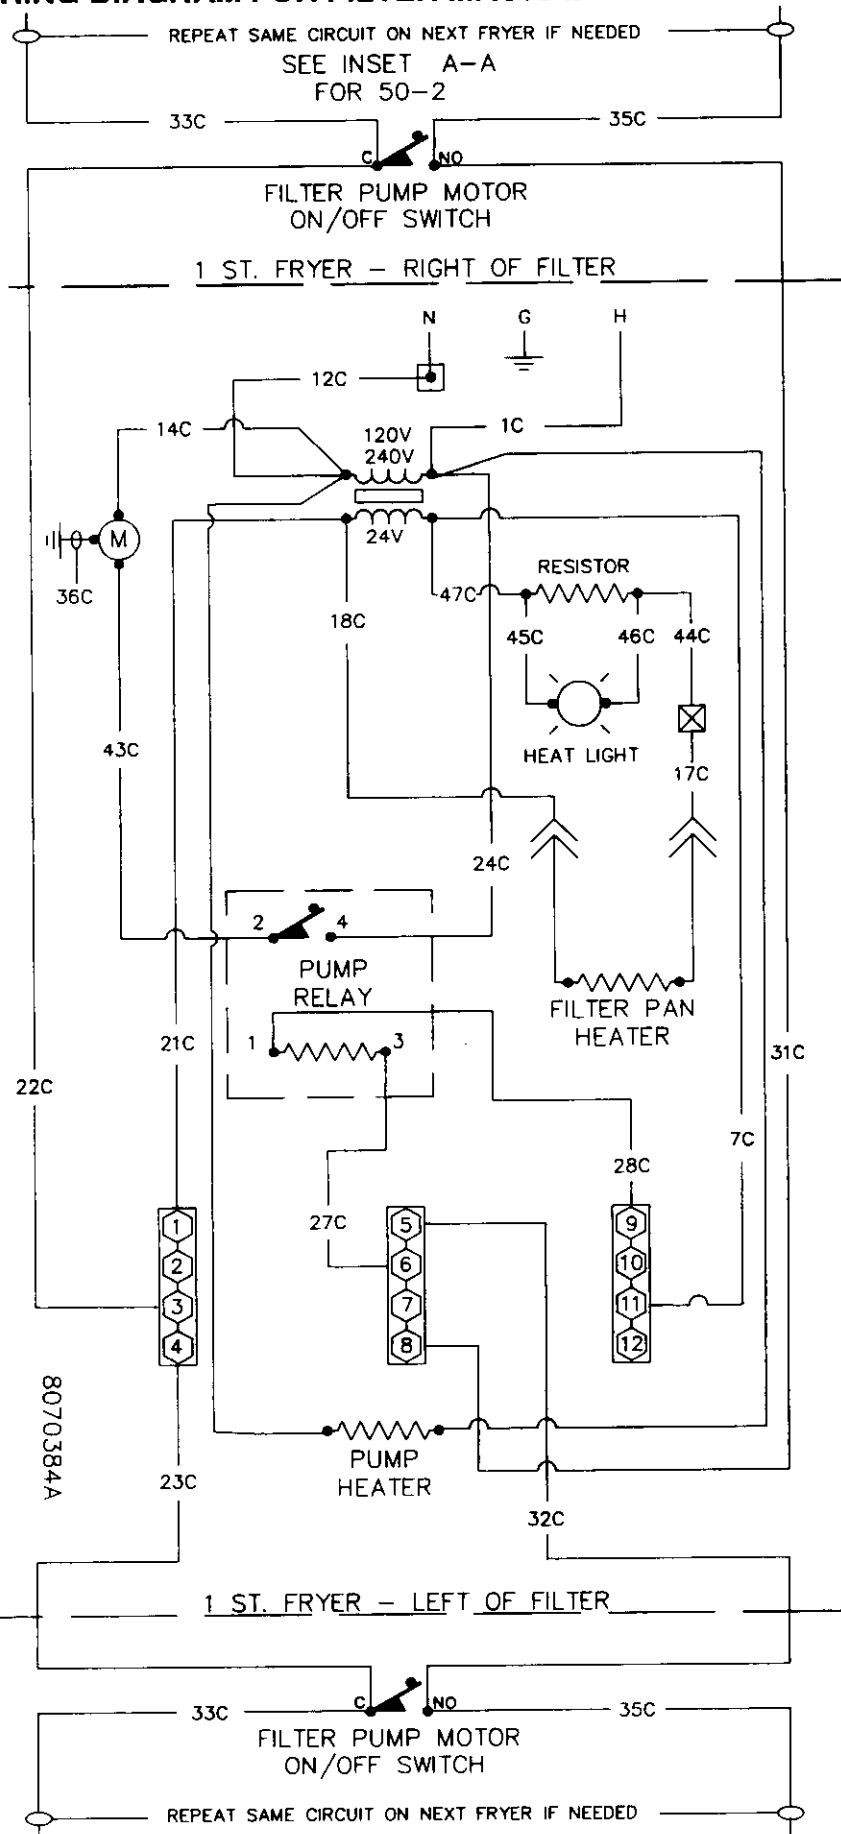 REPEAT SAME CIRCUIT ON NEXT FRYER IF NEEDED
SEE INSET A-A
FOR 50-2
33C
35C
C
NO
FILTER PUMP MOTOR
ON/OFF SWITCH
1 ST. FRYER - RIGHT OF FILTER
N
G
H
12C
14C
1C
120V
240V
24V
M
36C
RESISTOR
47C
18C
45C
46C
44C
HEAT LIGHT
43C
17C
24C
2
4
PUMP
RELAY
FILTER PAN
HEATER
1
3
21C
31C
22C
7C
28C
27C
1
2
3
4
5
6
7
8
9
10
11
12
8070384A
PUMP
HEATER
23C
32C
1 ST. FRYER - LEFT OF FILTER
C
NO
33C
35C
FILTER PUMP MOTOR
ON/OFF SWITCH
REPEAT SAME CIRCUIT ON NEXT FRYER IF NEEDED